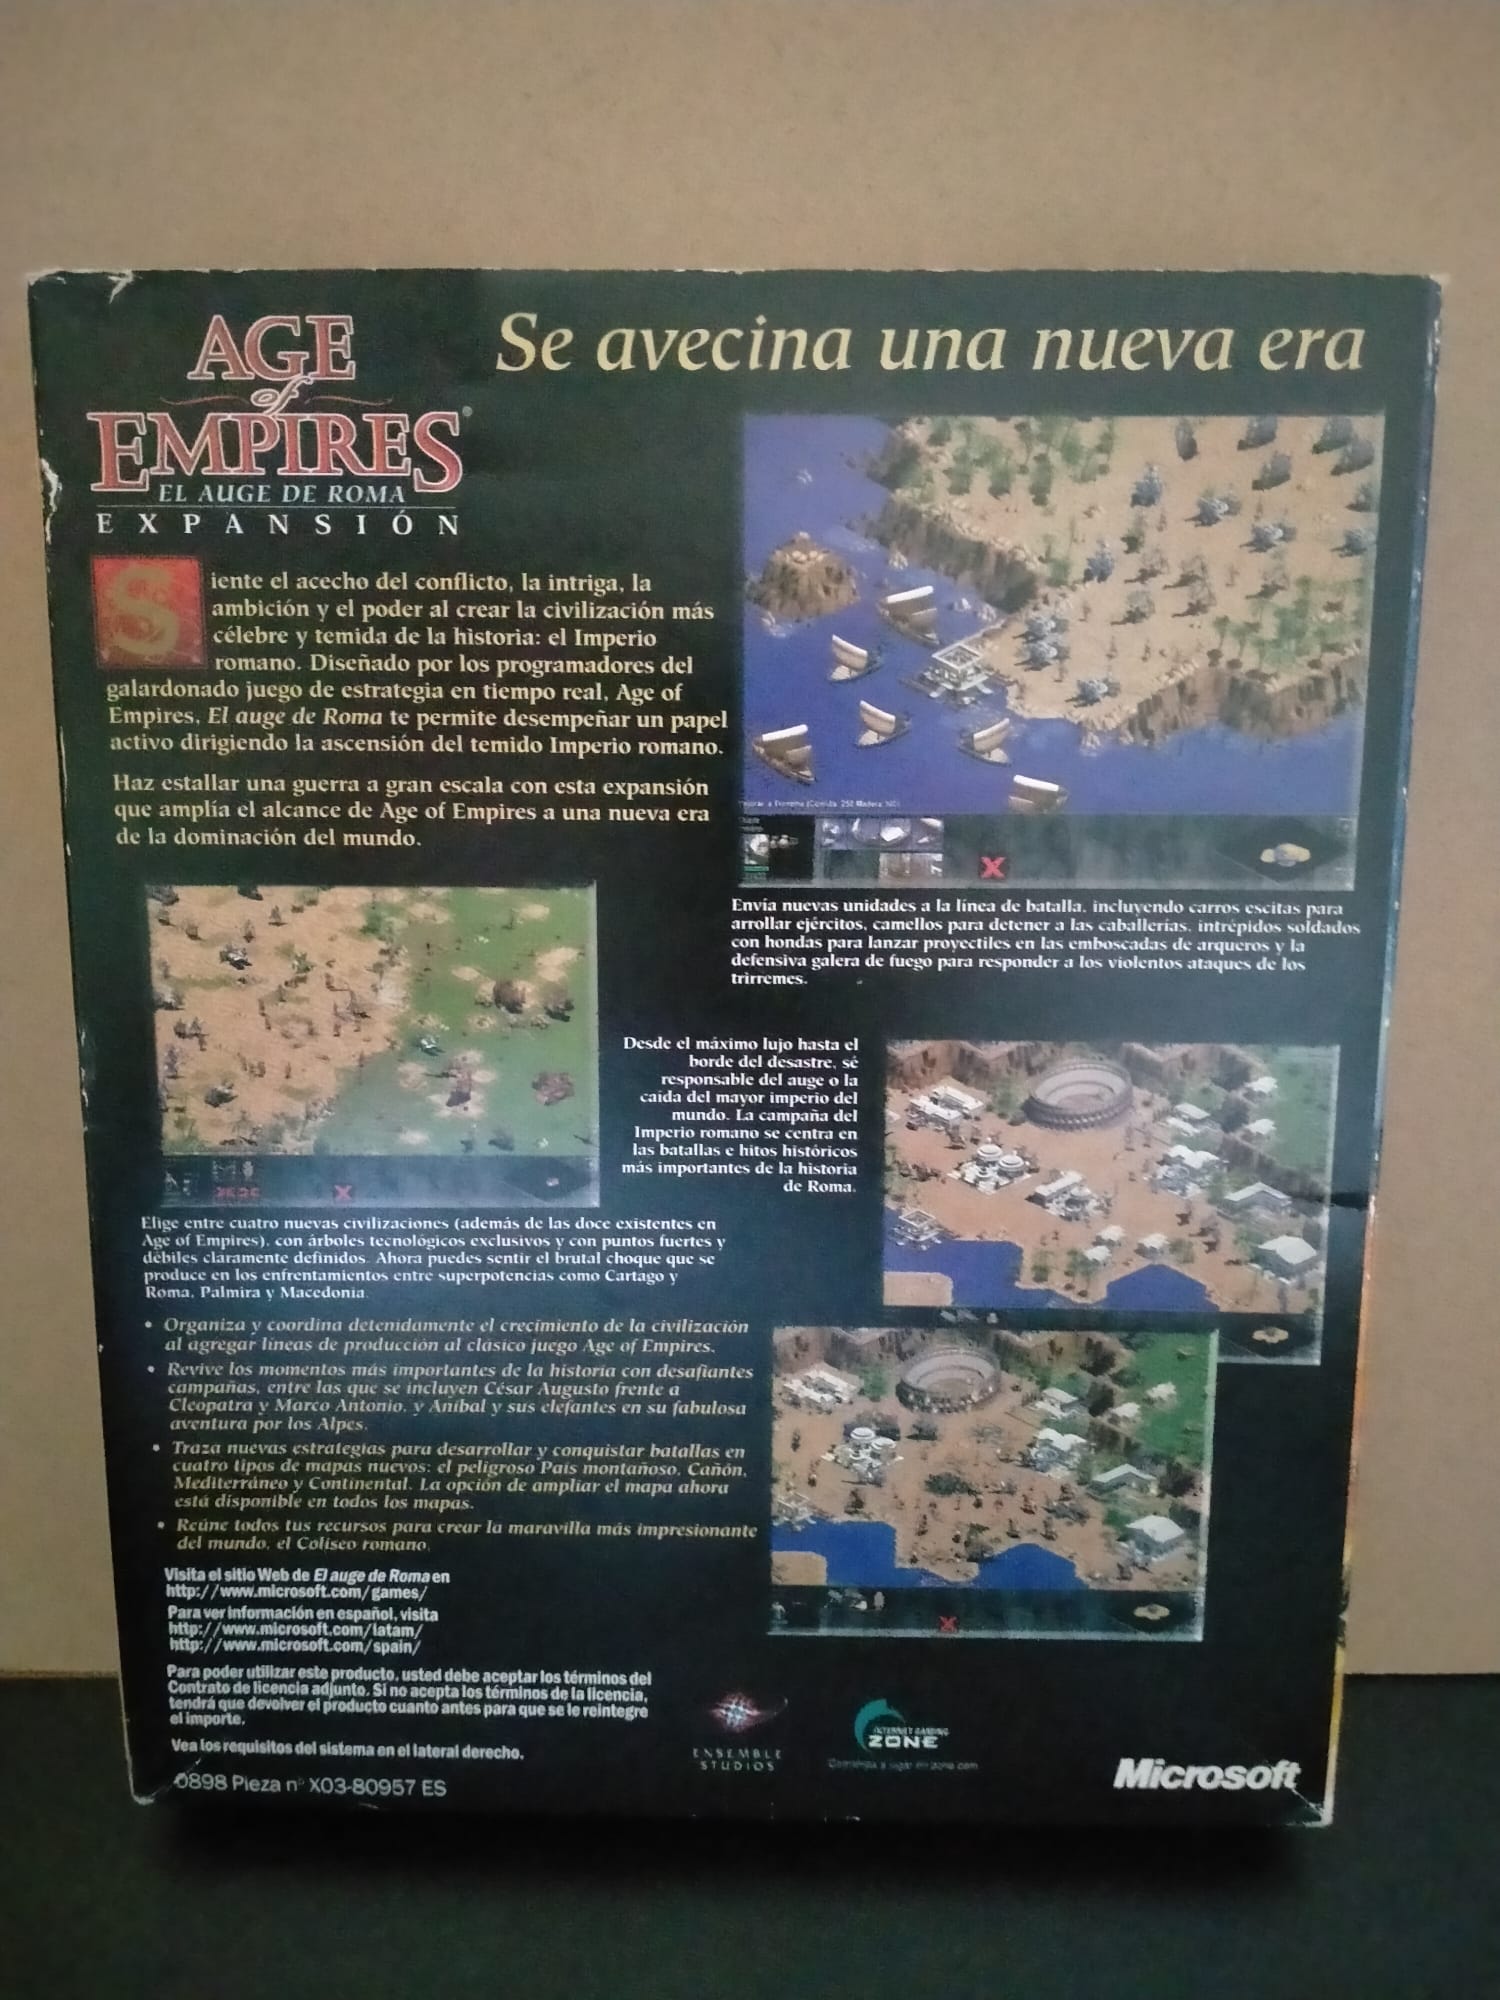 AGE
of
EMPIRES®
EL AUGE DE ROMA
EXPANSIÓN
Se avecina una nueva era
Siente el acecho del conflicto, la intriga, la
ambición y el poder al crear la civilización más
célebre y temida de la historia: el Imperio
romano. Diseñado por los programadores del
galardonado juego de estrategia en tiempo real, Age of
Empires, El auge de Roma te permite desempeñar un papel
activo dirigiendo la ascensión del temido Imperio romano.
Haz estallar una guerra a gran escala con esta expansión
que amplía el alcance de Age of Empires a una nueva era
de la dominación del mundo.
Envía nuevas unidades a la línea de batalla, incluyendo carros escitas para
arrollar ejércitos, camellos para detener a las caballerías, intrépidos soldados
con hondas para lanzar proyectiles en las emboscadas de arqueros y la
defensiva galera de fuego para responder a los violentos ataques de los
trirremes.
Desde el máximo lujo hasta el
borde del desastre, sé
responsable del auge o la
caída del mayor imperio del
mundo. La campaña del
Imperio romano se centra en
las batallas e hitos históricos
más importantes de la historia
de Roma.
Elige entre cuatro nuevas civilizaciones (además de las doce existentes en
Age of Empires), con árboles tecnológicos exclusivos y con puntos fuertes y
débiles claramente definidos. Ahora puedes sentir el brutal choque que se
produce en los enfrentamientos entre superpotencias como Cartago y
Roma, Palmira y Macedonia.
• Organiza y coordina detenidamente el crecimiento de la civilización
al agregar líneas de producción al clásico juego Age of Empires.
• Revive los momentos más importantes de la historia con desafiantes
campañas, entre las que se incluyen César Augusto frente a
Cleopatra y Marco Antonio, y Aníbal y sus elefantes en su fabulosa
aventura por los Alpes.
• Traza nuevas estrategias para desarrollar y conquistar batallas en
cuatro tipos de mapas nuevos: el peligroso País montañoso, Cañón,
Mediterráneo y Continental. La opción de ampliar el mapa ahora
está disponible en todos los mapas.
• Reúne todos tus recursos para crear la maravilla más impresionante
del mundo, el Coliseo romano.
Visita el sitio Web de El auge de Roma en
http://www.microsoft.com/games/
Para ver información en español, visita
http://www.microsoft.com/latam/
http://www.microsoft.com/spain/
Para poder utilizar este producto, usted debe aceptar los términos del
Contrato de licencia adjunto. Si no acepta los términos de la licencia,
tendrá que devolver el producto cuanto antes para que se le reintegre
el importe.
Vea los requisitos del sistema en el lateral derecho.
0898 Pieza n° X03-80957 ES
ENSEMBLE
STUDIOS
INTERNET GAMING
ZONE
Microsoft